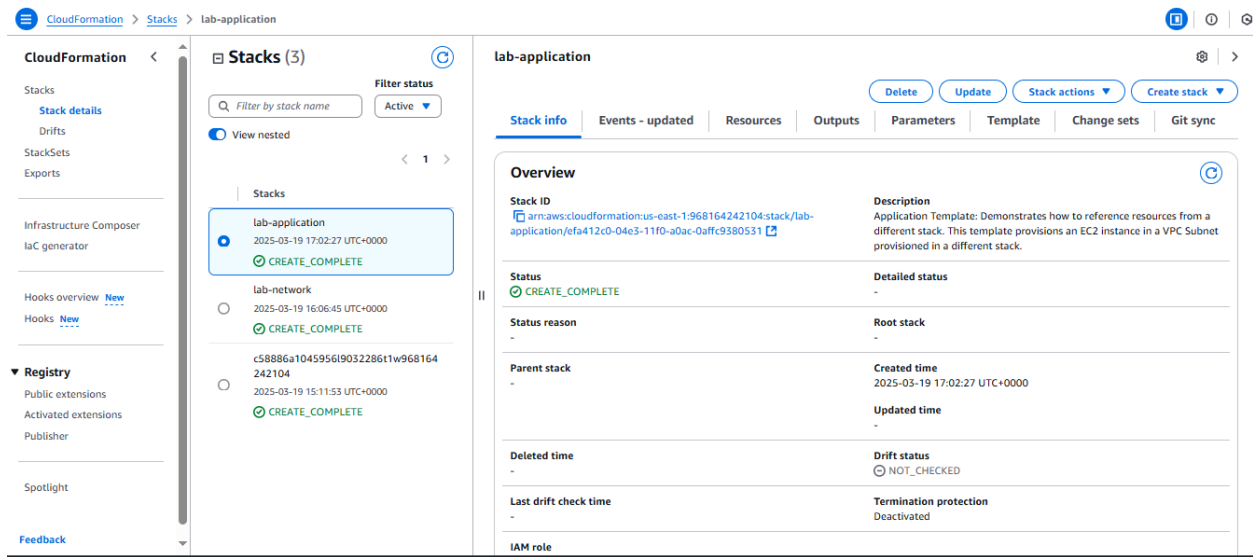 CloudFormation > Stacks > lab-application
CloudFormation
Stacks
Stack details
Drifts
StackSets
Exports
Infrastructure Composer
IaC generator
Hooks overview New
Hooks New
Registry
Public extensions
Activated extensions
Publisher
Spotlight
Feedback
Stacks (3)
Filter status
Filter by stack name
Active
View nested
< 1 >
Stacks
lab-application
2025-03-19 17:02:27 UTC+0000
CREATE_COMPLETE
lab-network
2025-03-19 16:06:45 UTC+0000
CREATE_COMPLETE
c58886a1045956l9032286t1w968164
242104
2025-03-19 15:11:53 UTC+0000
CREATE_COMPLETE
lab-application
Delete
Update
Stack actions
Create stack
Stack info
Events - updated
Resources
Outputs
Parameters
Template
Change sets
Git sync
Overview
Stack ID
arn:aws:cloudformation:us-east-1:968164242104:stack/lab-
application/efa412c0-04e3-11f0-a0ac-0affc9380531
Description
Application Template: Demonstrates how to reference resources from a
different stack. This template provisions an EC2 instance in a VPC Subnet
provisioned in a different stack.
Status
CREATE_COMPLETE
Detailed status
-
Status reason
-
Root stack
-
Parent stack
-
Created time
2025-03-19 17:02:27 UTC+0000
Updated time
-
Deleted time
-
Drift status
NOT_CHECKED
Last drift check time
-
Termination protection
Deactivated
IAM role